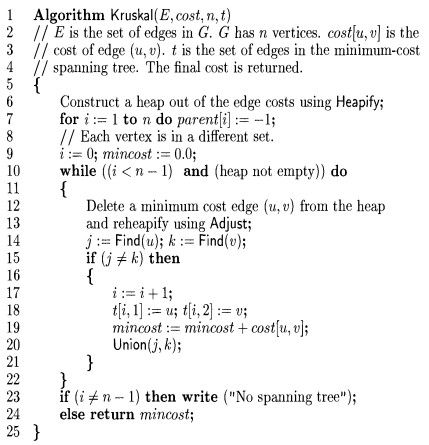 1 Algorithm Kruskal(E, cost, n, t)
2 // E is the set of edges in G. G has n vertices. cost[u, v] is the
3 // cost of edge (u, v). t is the set of edges in the minimum-cost
4 // spanning tree. The final cost is returned.
5 {
6 Construct a heap out of the edge costs using Heapify;
7 for i := 1 to n do parent[i] := −1;
8 // Each vertex is in a different set.
9 i := 0; mincost := 0.0;
10 while ((i < n − 1) and (heap not empty)) do
11 {
12 Delete a minimum cost edge (u, v) from the heap
13 and reheapify using Adjust;
14 j := Find(u); k := Find(v);
15 if (j ≠ k) then
16 {
17 i := i + 1;
18 t[i, 1] := u; t[i, 2] := v;
19 mincost := mincost + cost[u, v];
20 Union(j, k);
21 }
22 }
23 if (i ≠ n − 1) then write ("No spanning tree");
24 else return mincost;
25 }